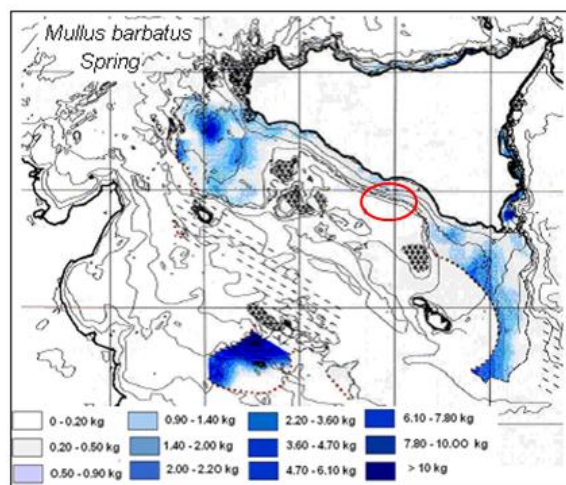 Mullus barbatus
Spring
0 - 0.20 kg
0.90 - 1.40 kg
2.20 - 3.60 kg
6.10 - 7.80 kg
0.20 - 0.50 kg
1.40 - 2.00 kg
3.60 - 4.70 kg
7.80 - 10.00 kg
0.50 - 0.90 kg
2.00 - 2.20 kg
4.70 - 6.10 kg
> 10 kg